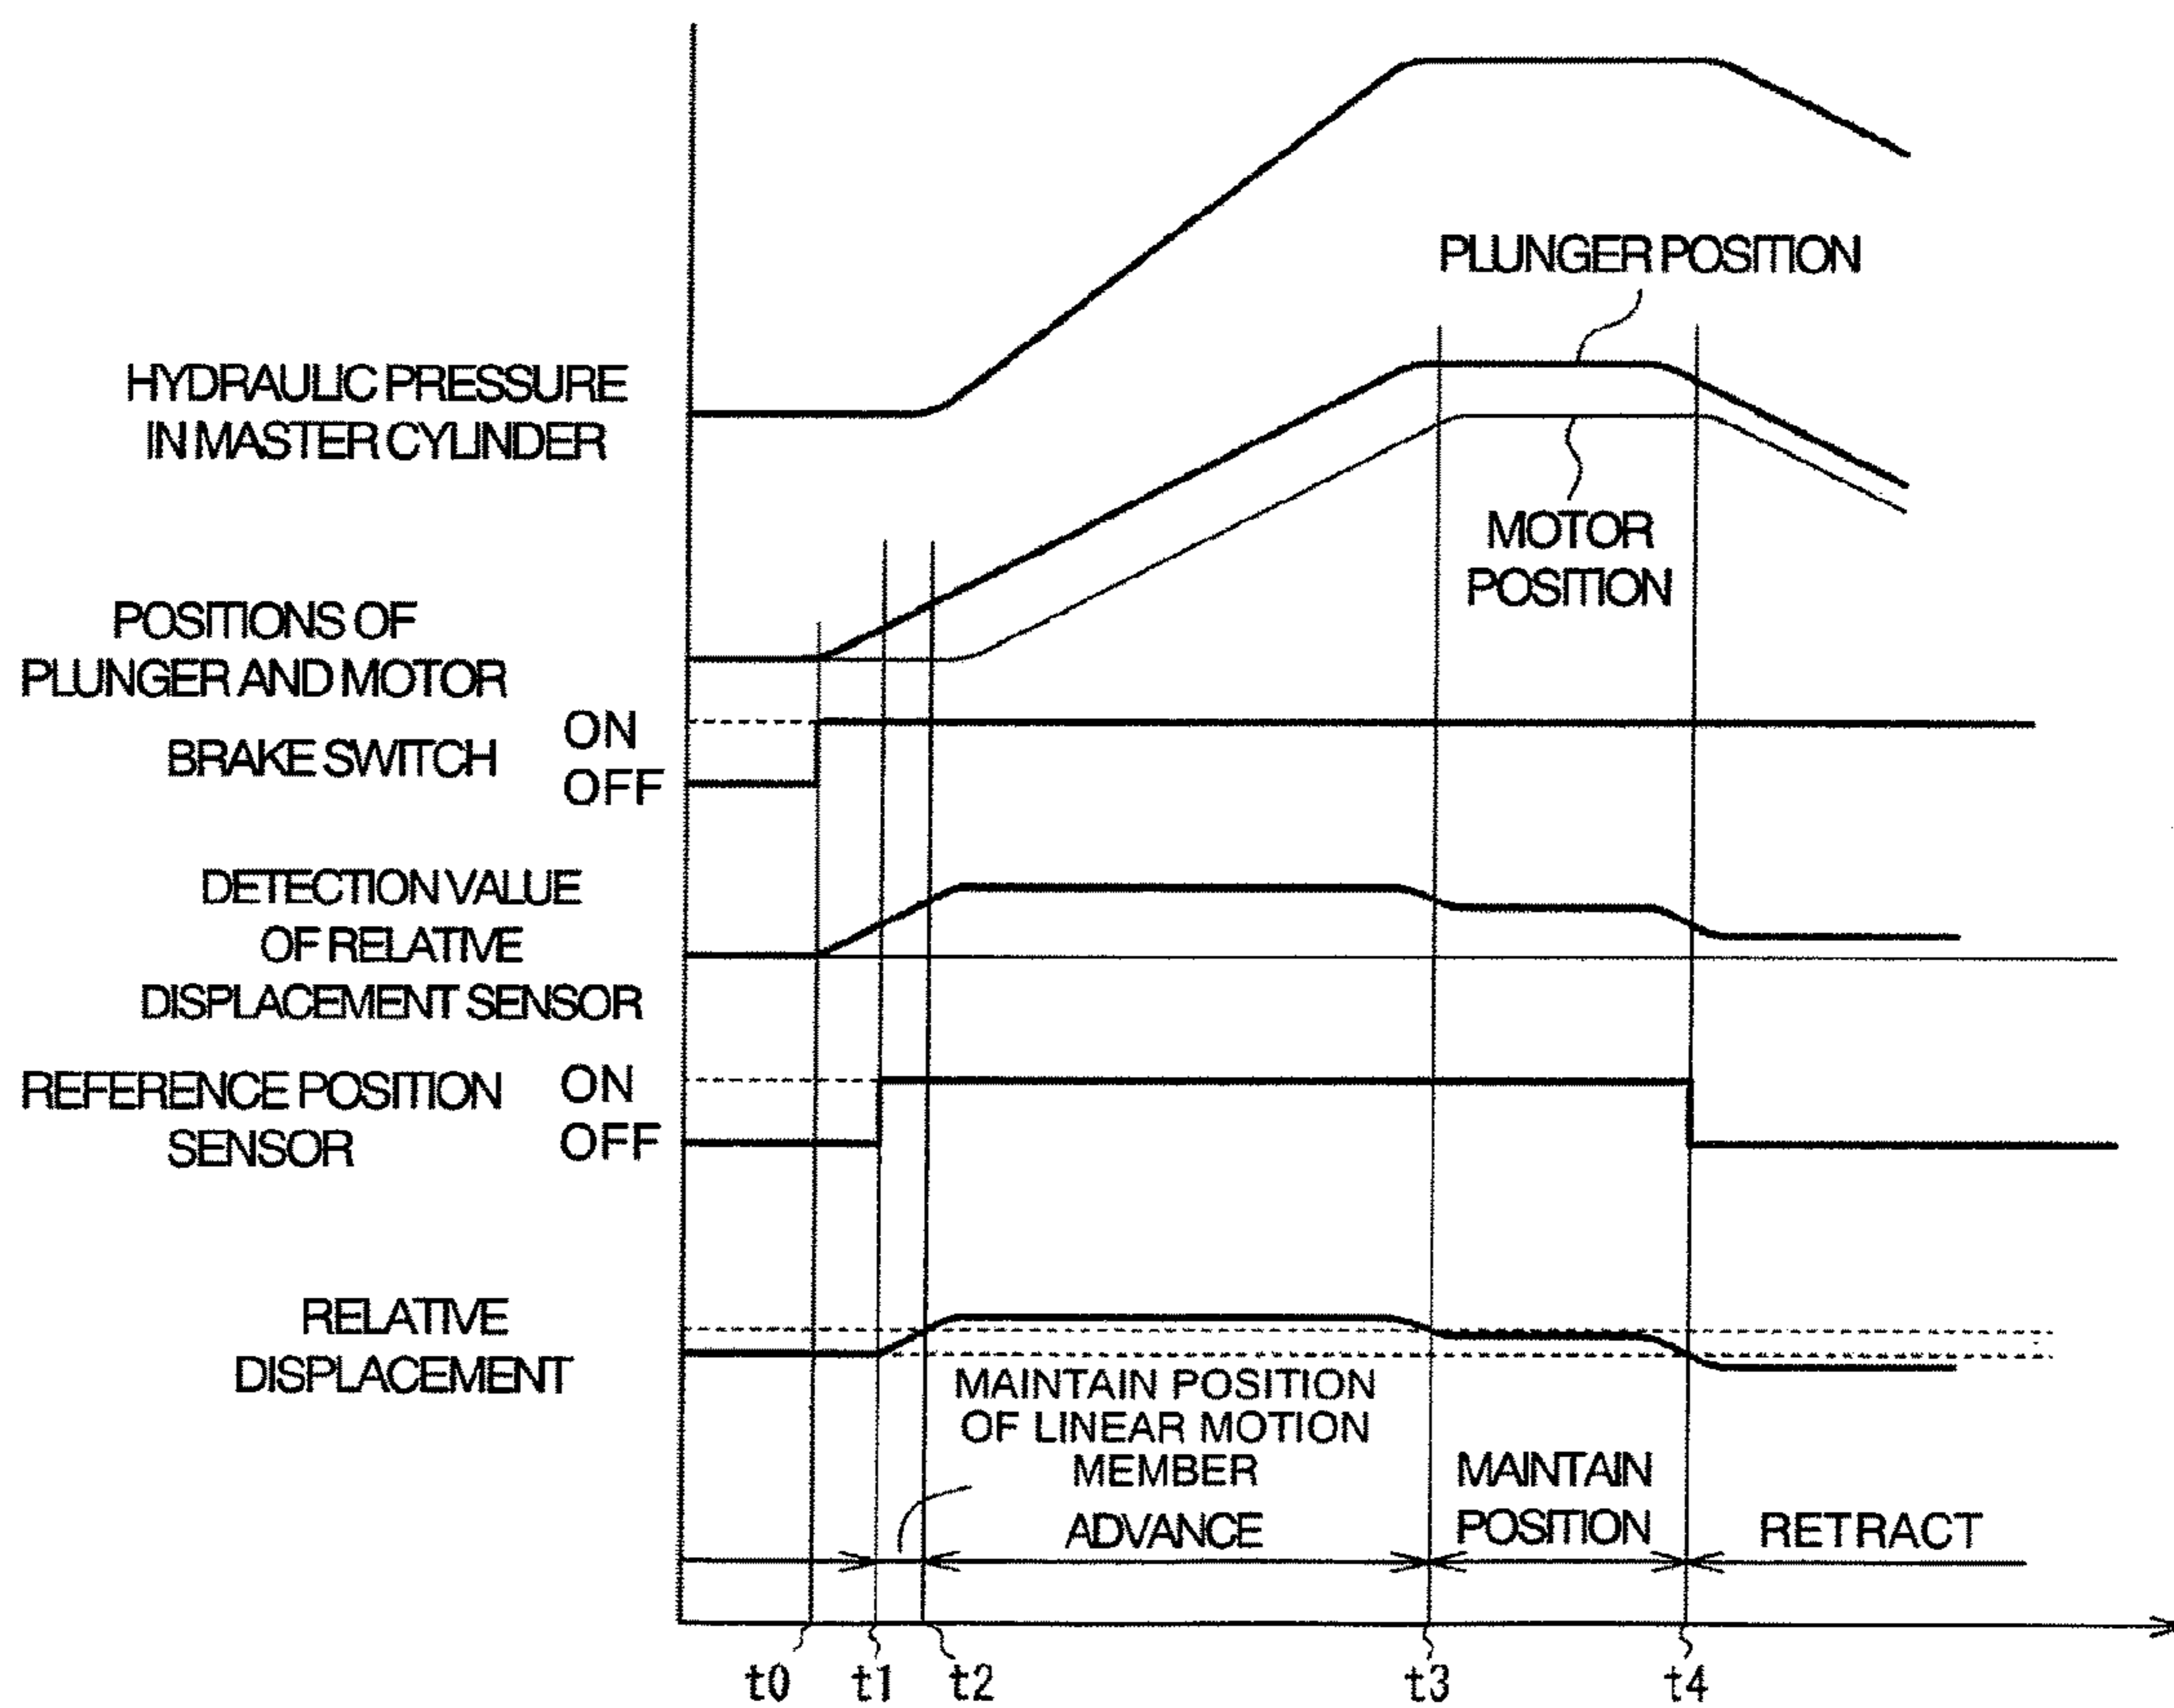 PLUNGER POSITION
HYDRAULIC PRESSURE
IN MASTER CYLINDER
MOTOR
POSITION
POSITIONS OF
PLUNGER AND MOTOR
ON
BRAKE SWITCH
OFF
DETECTION VALUE
OF RELATIVE
DISPLACEMENT SENSOR
REFERENCE POSITION
SENSOR
ON
OFF
RELATIVE
DISPLACEMENT
MAINTAIN POSITION
OF LINEAR MOTION
MEMBER
ADVANCE
MAINTAIN
POSITION
RETRACT
t0
t1
t2
t3
t4